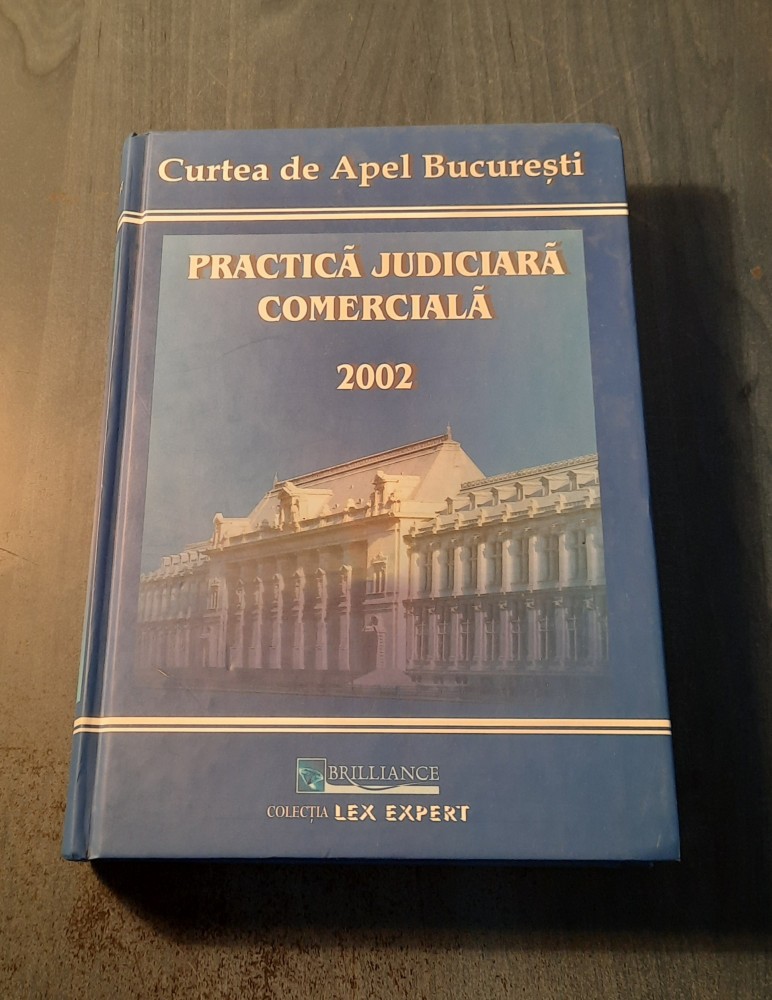 Curtea de Apel București
PRACTICĂ JUDICIARĂ
COMERCIALĂ
2002
BRILLIANCE
COLECȚIA LEX EXPERT